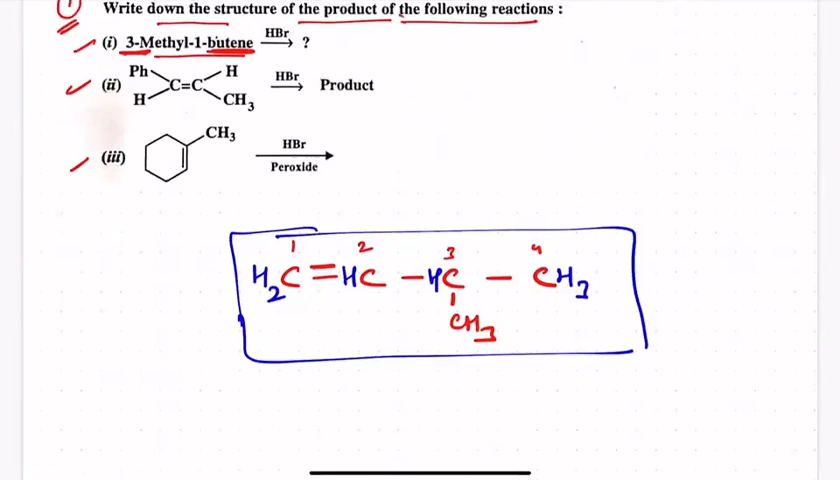 1 Write down the structure of the product of the following reactions :
(i) 3-Methyl-1-butene HBr → ?
(ii) Ph H C=C H CH3 HBr → Product
(iii) CH3 HBr Peroxide
1 2 3 4
H2C = HC - HC - CH3
CH3